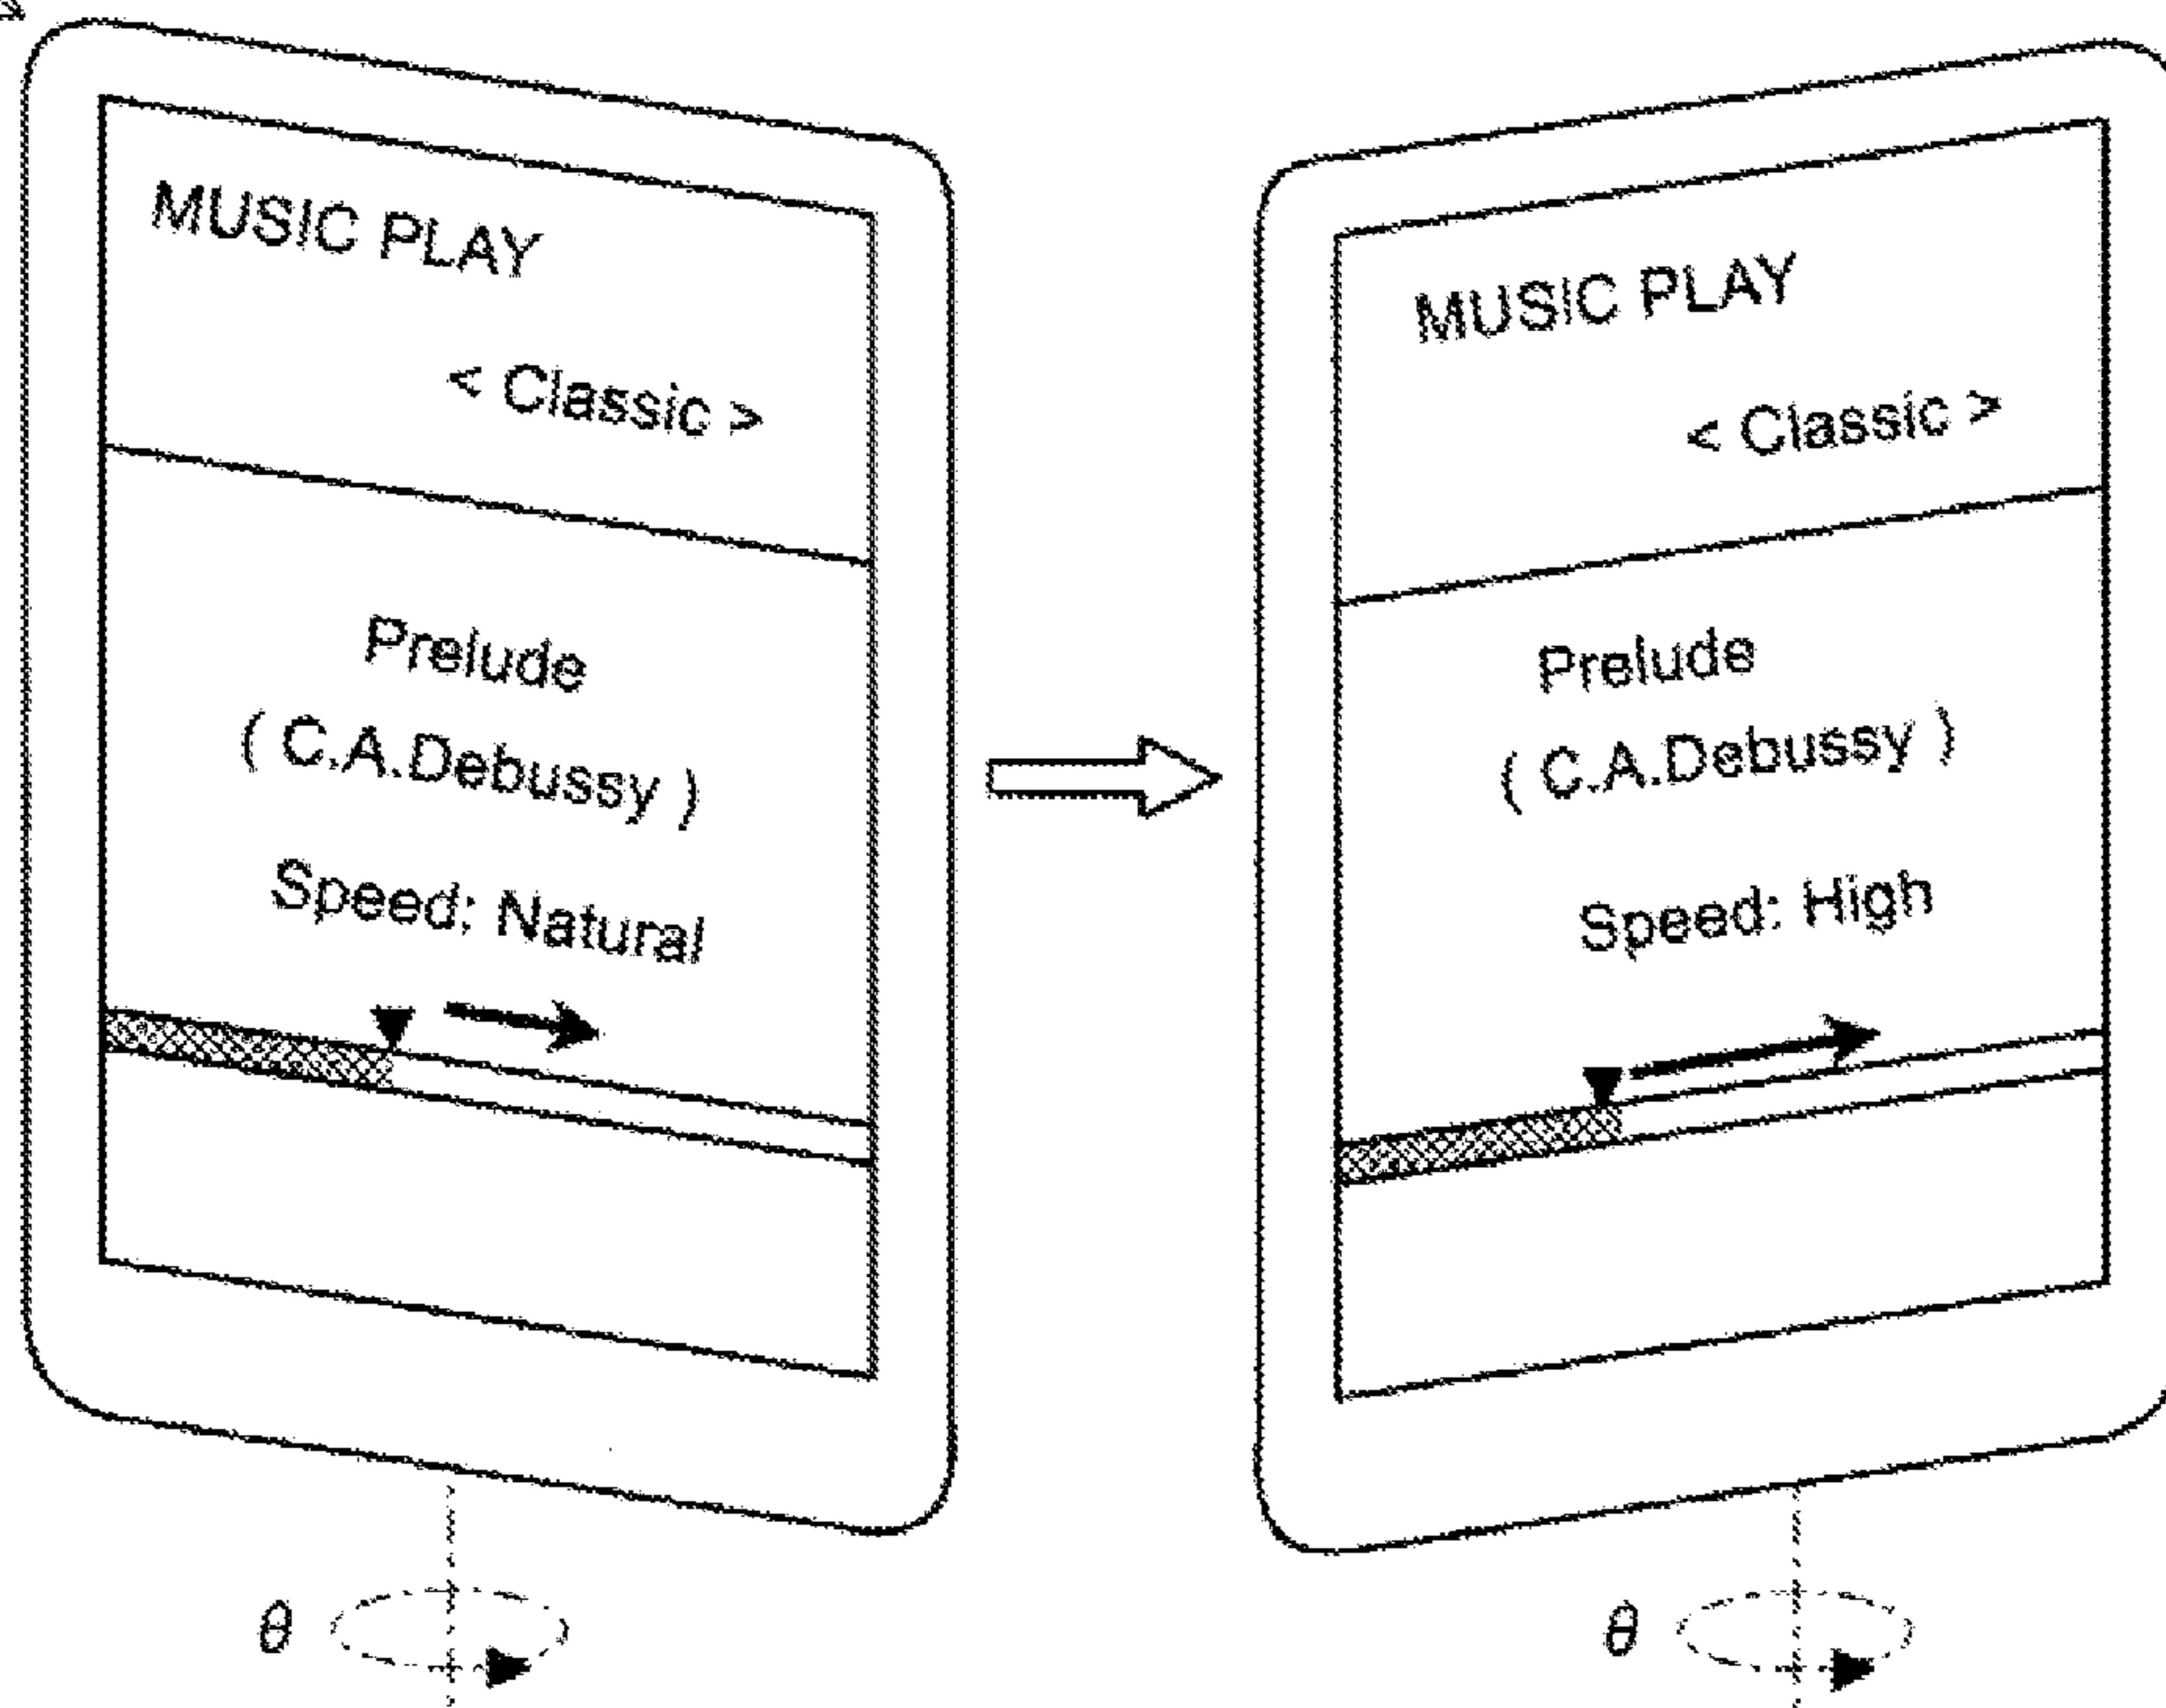 MUSIC PLAY
< Classic >
Prelude
( C.A.Debussy )
Speed: Natural
θ
MUSIC PLAY
< Classic >
Prelude
( C.A.Debussy )
Speed: High
θ